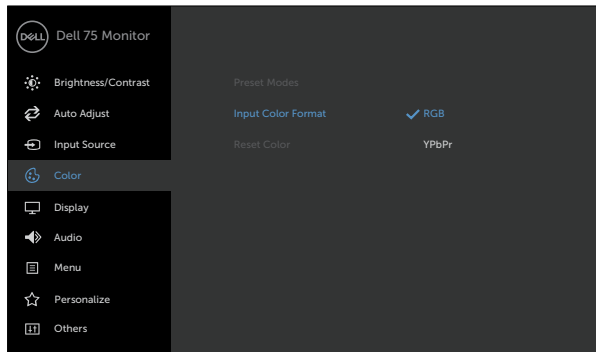 DELL Dell 75 Monitor
Brightness/Contrast Preset Modes
Auto Adjust Input Color Format RGB
Input Source Reset Color YPbPr
Color
Display
Audio
Menu
Personalize
Others